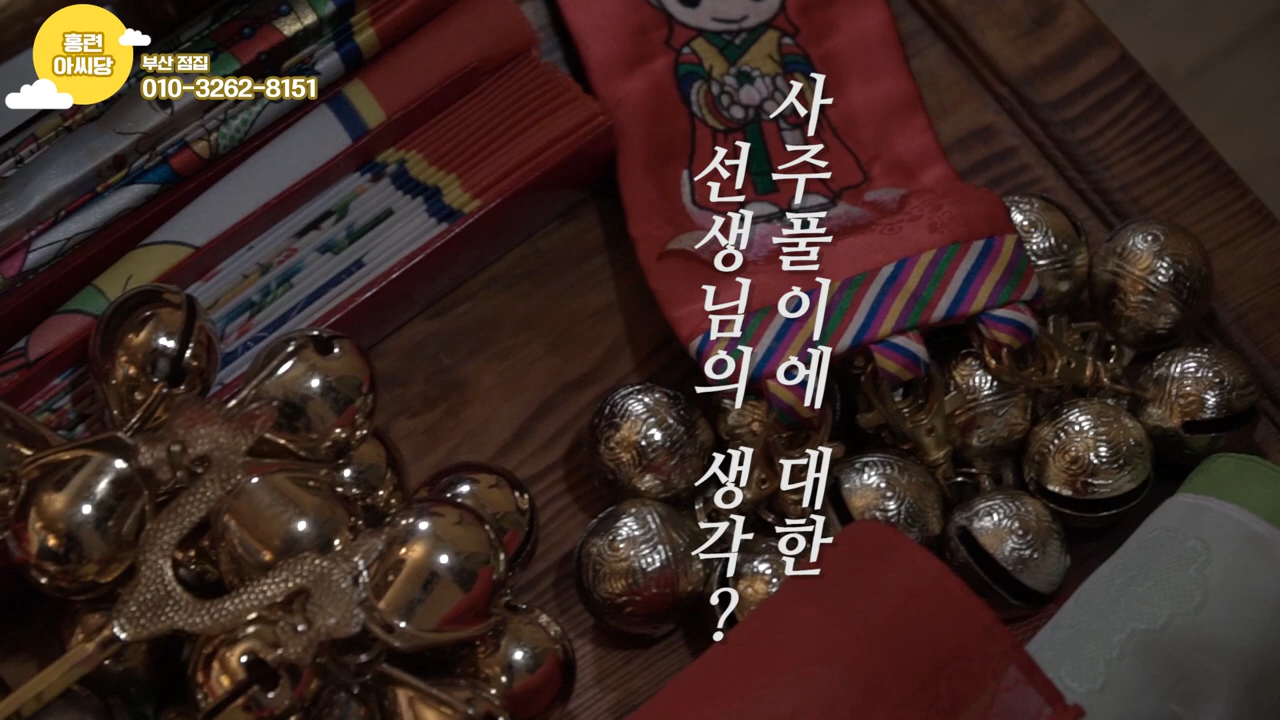 홍련
아씨당
부산 점집
010-3262-8151
사주풀이에 대한
선생님의 생각?